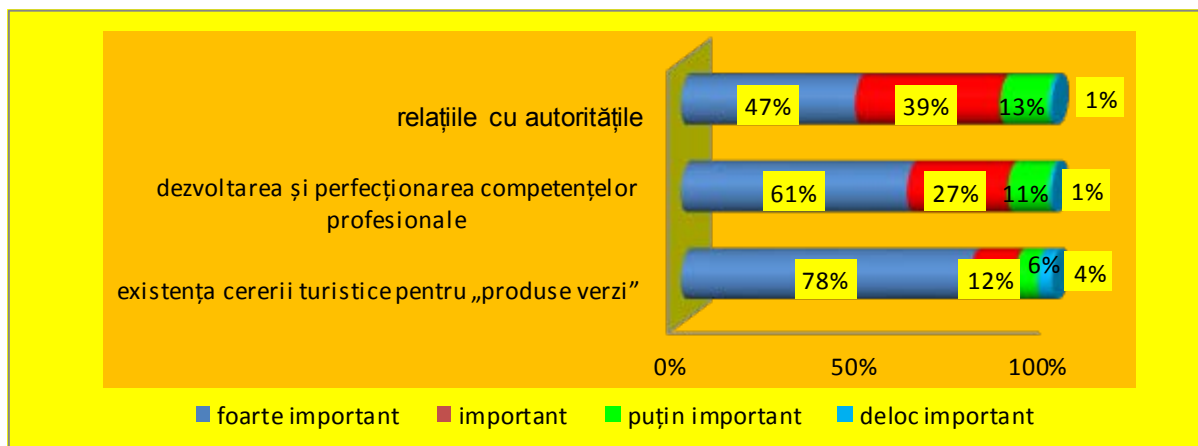 relațiile cu autoritățile
47% 39% 13% 1%
dezvoltarea și perfecționarea competențelor
profesionale
61% 27% 11% 1%
existența cererii turistice pentru „produse verzi”
78% 12% 6% 4%
0% 50% 100%
foarte important important puțin important deloc important